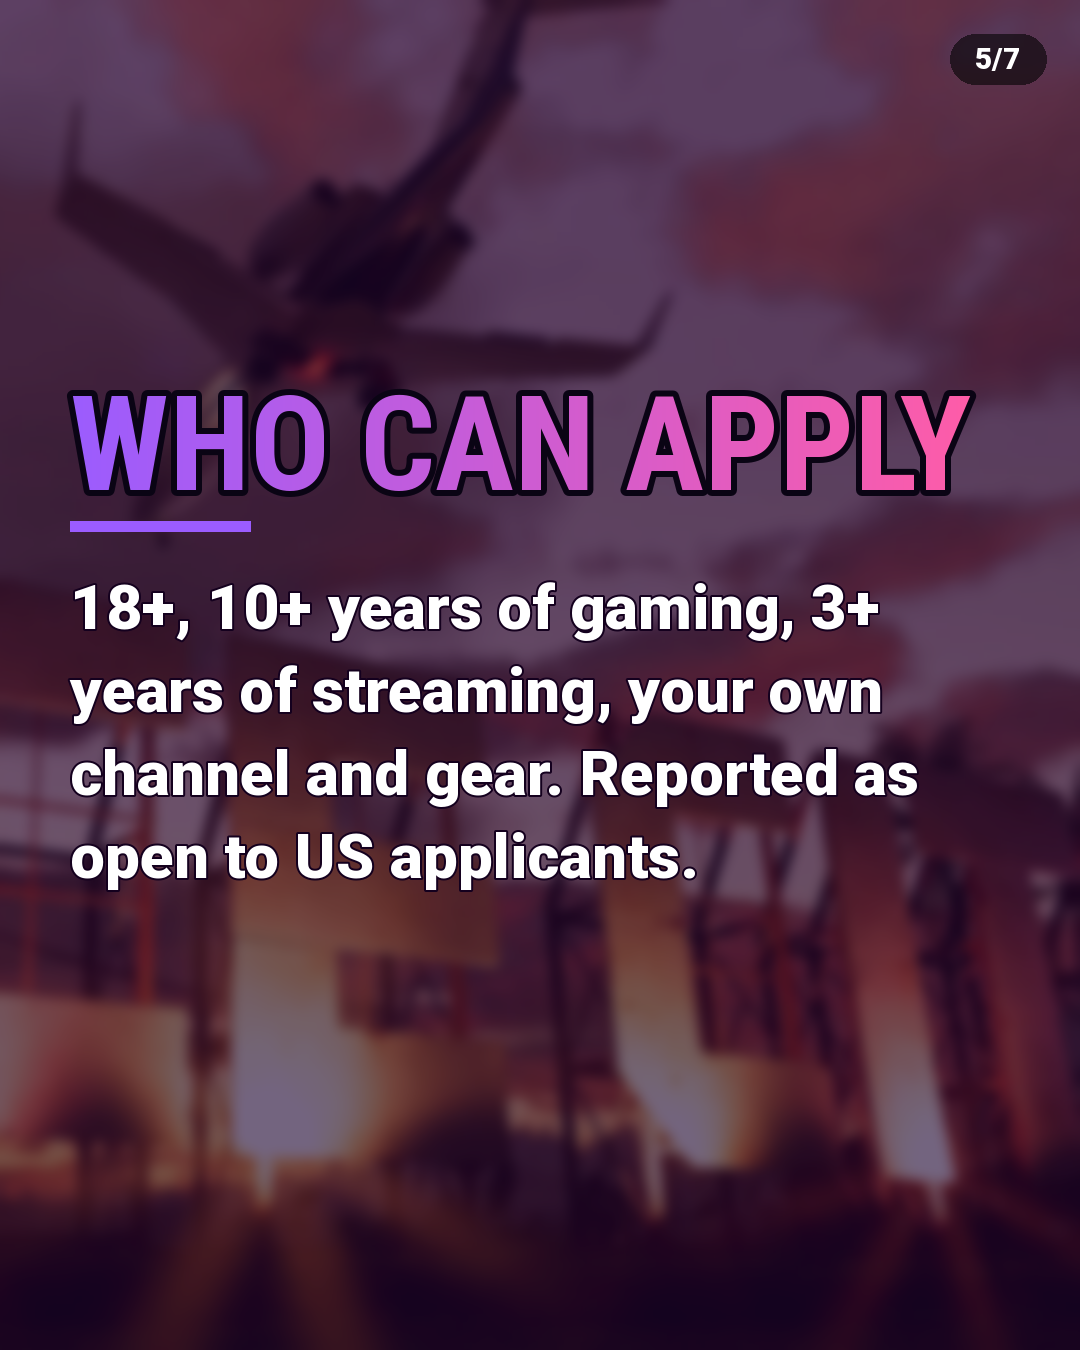 5/7
WHO CAN APPLY
18+, 10+ years of gaming, 3+
years of streaming, your own
channel and gear. Reported as
open to US applicants.